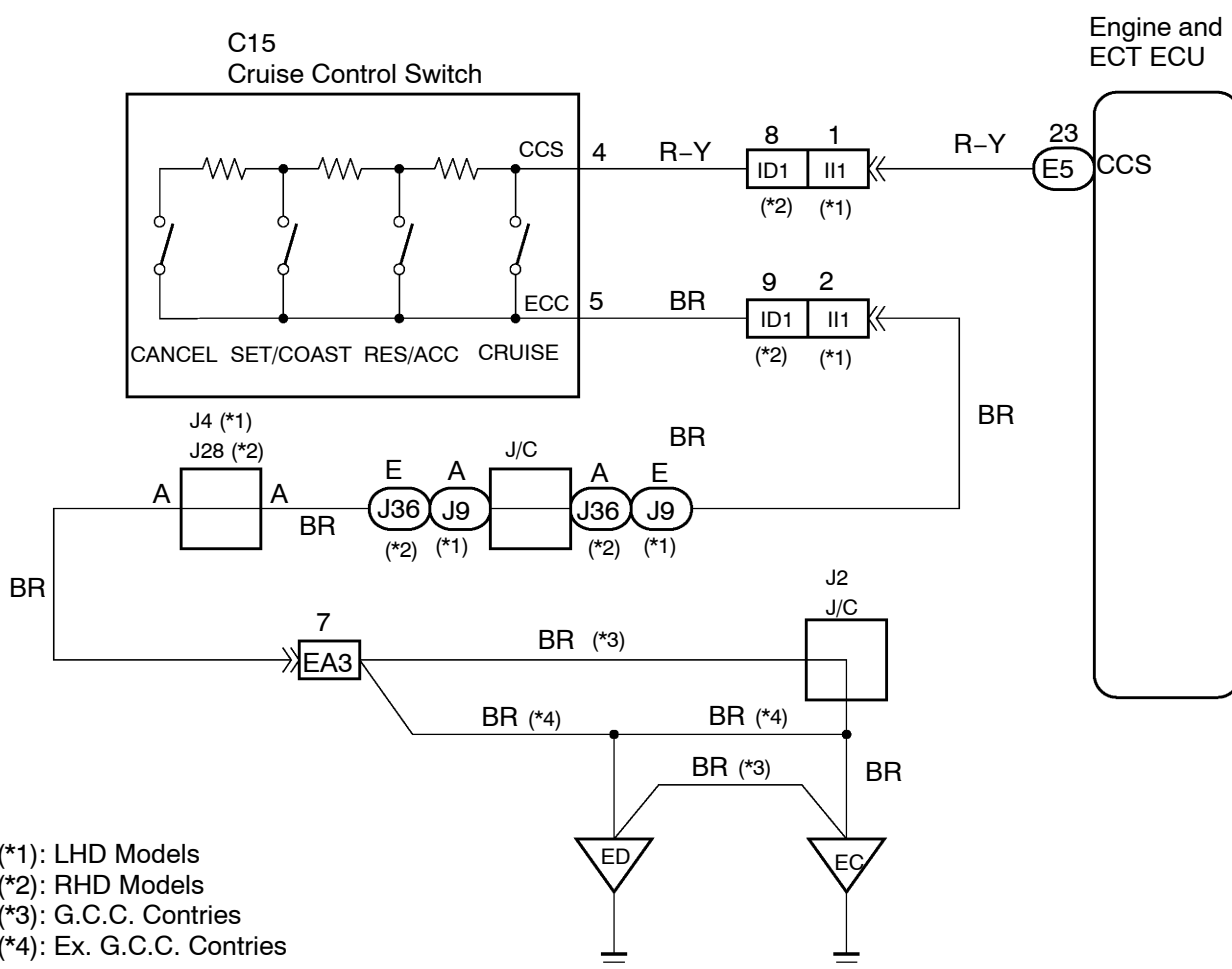 C15
Cruise Control Switch
Engine and
ECT ECU
CCS 4 R-Y 8 1 R-Y 23
ID1 II1 E5 CCS
(*2) (*1)
ECC 5 BR 9 2
ID1 II1
(*2) (*1)
CANCEL SET/COAST RES/ACC CRUISE
BR
J4 (*1)
J28 (*2)
J/C
BR
A A BR E A A E
J36 J9 J36 J9
(*2) (*1) (*2) (*1)
BR
J2
J/C
7
EA3
BR (*3)
BR (*4) BR (*4)
BR (*3) BR
ED EC
(*1): LHD Models
(*2): RHD Models
(*3): G.C.C. Contries
(*4): Ex. G.C.C. Contries